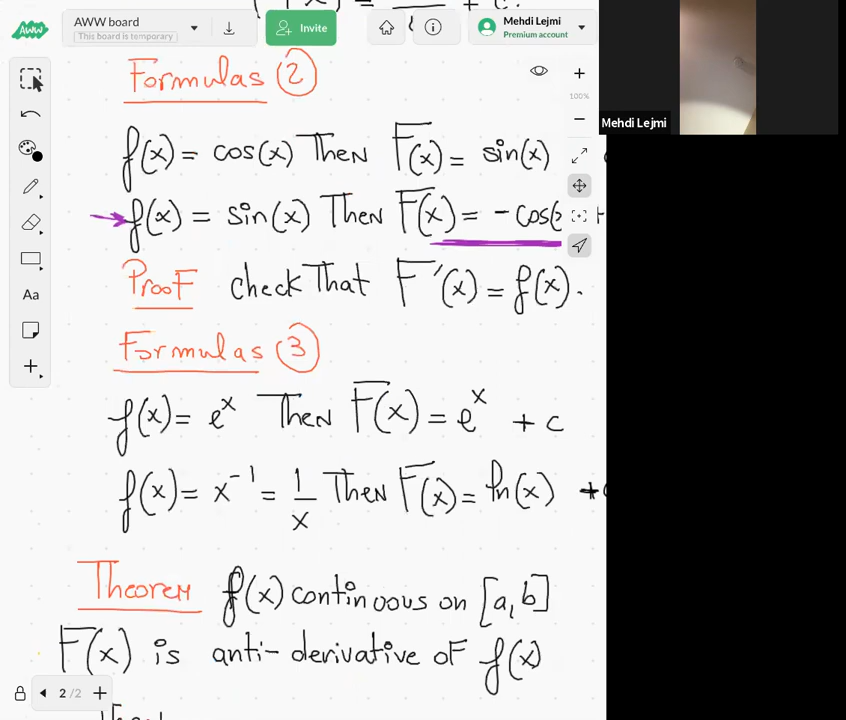 AWW AWW board
This board is temporary
Invite
Mehdi Lejmi
Premium account
Formulas 2
100%
Mehdi Lejmi
f(x) = cos(x) Then F(x) = sin(x)
f(x) = sin(x) Then F(x) = - cos(
Proof check That F'(x) = f(x).
Aa
Formulas 3
f(x) = e^x Then F(x) = e^x + c
f(x) = x^-1 = 1/x Then F(x) = ln(x) +
Theorem f(x) continuous on [a,b]
F(x) is anti-derivative of f(x)
2 / 2